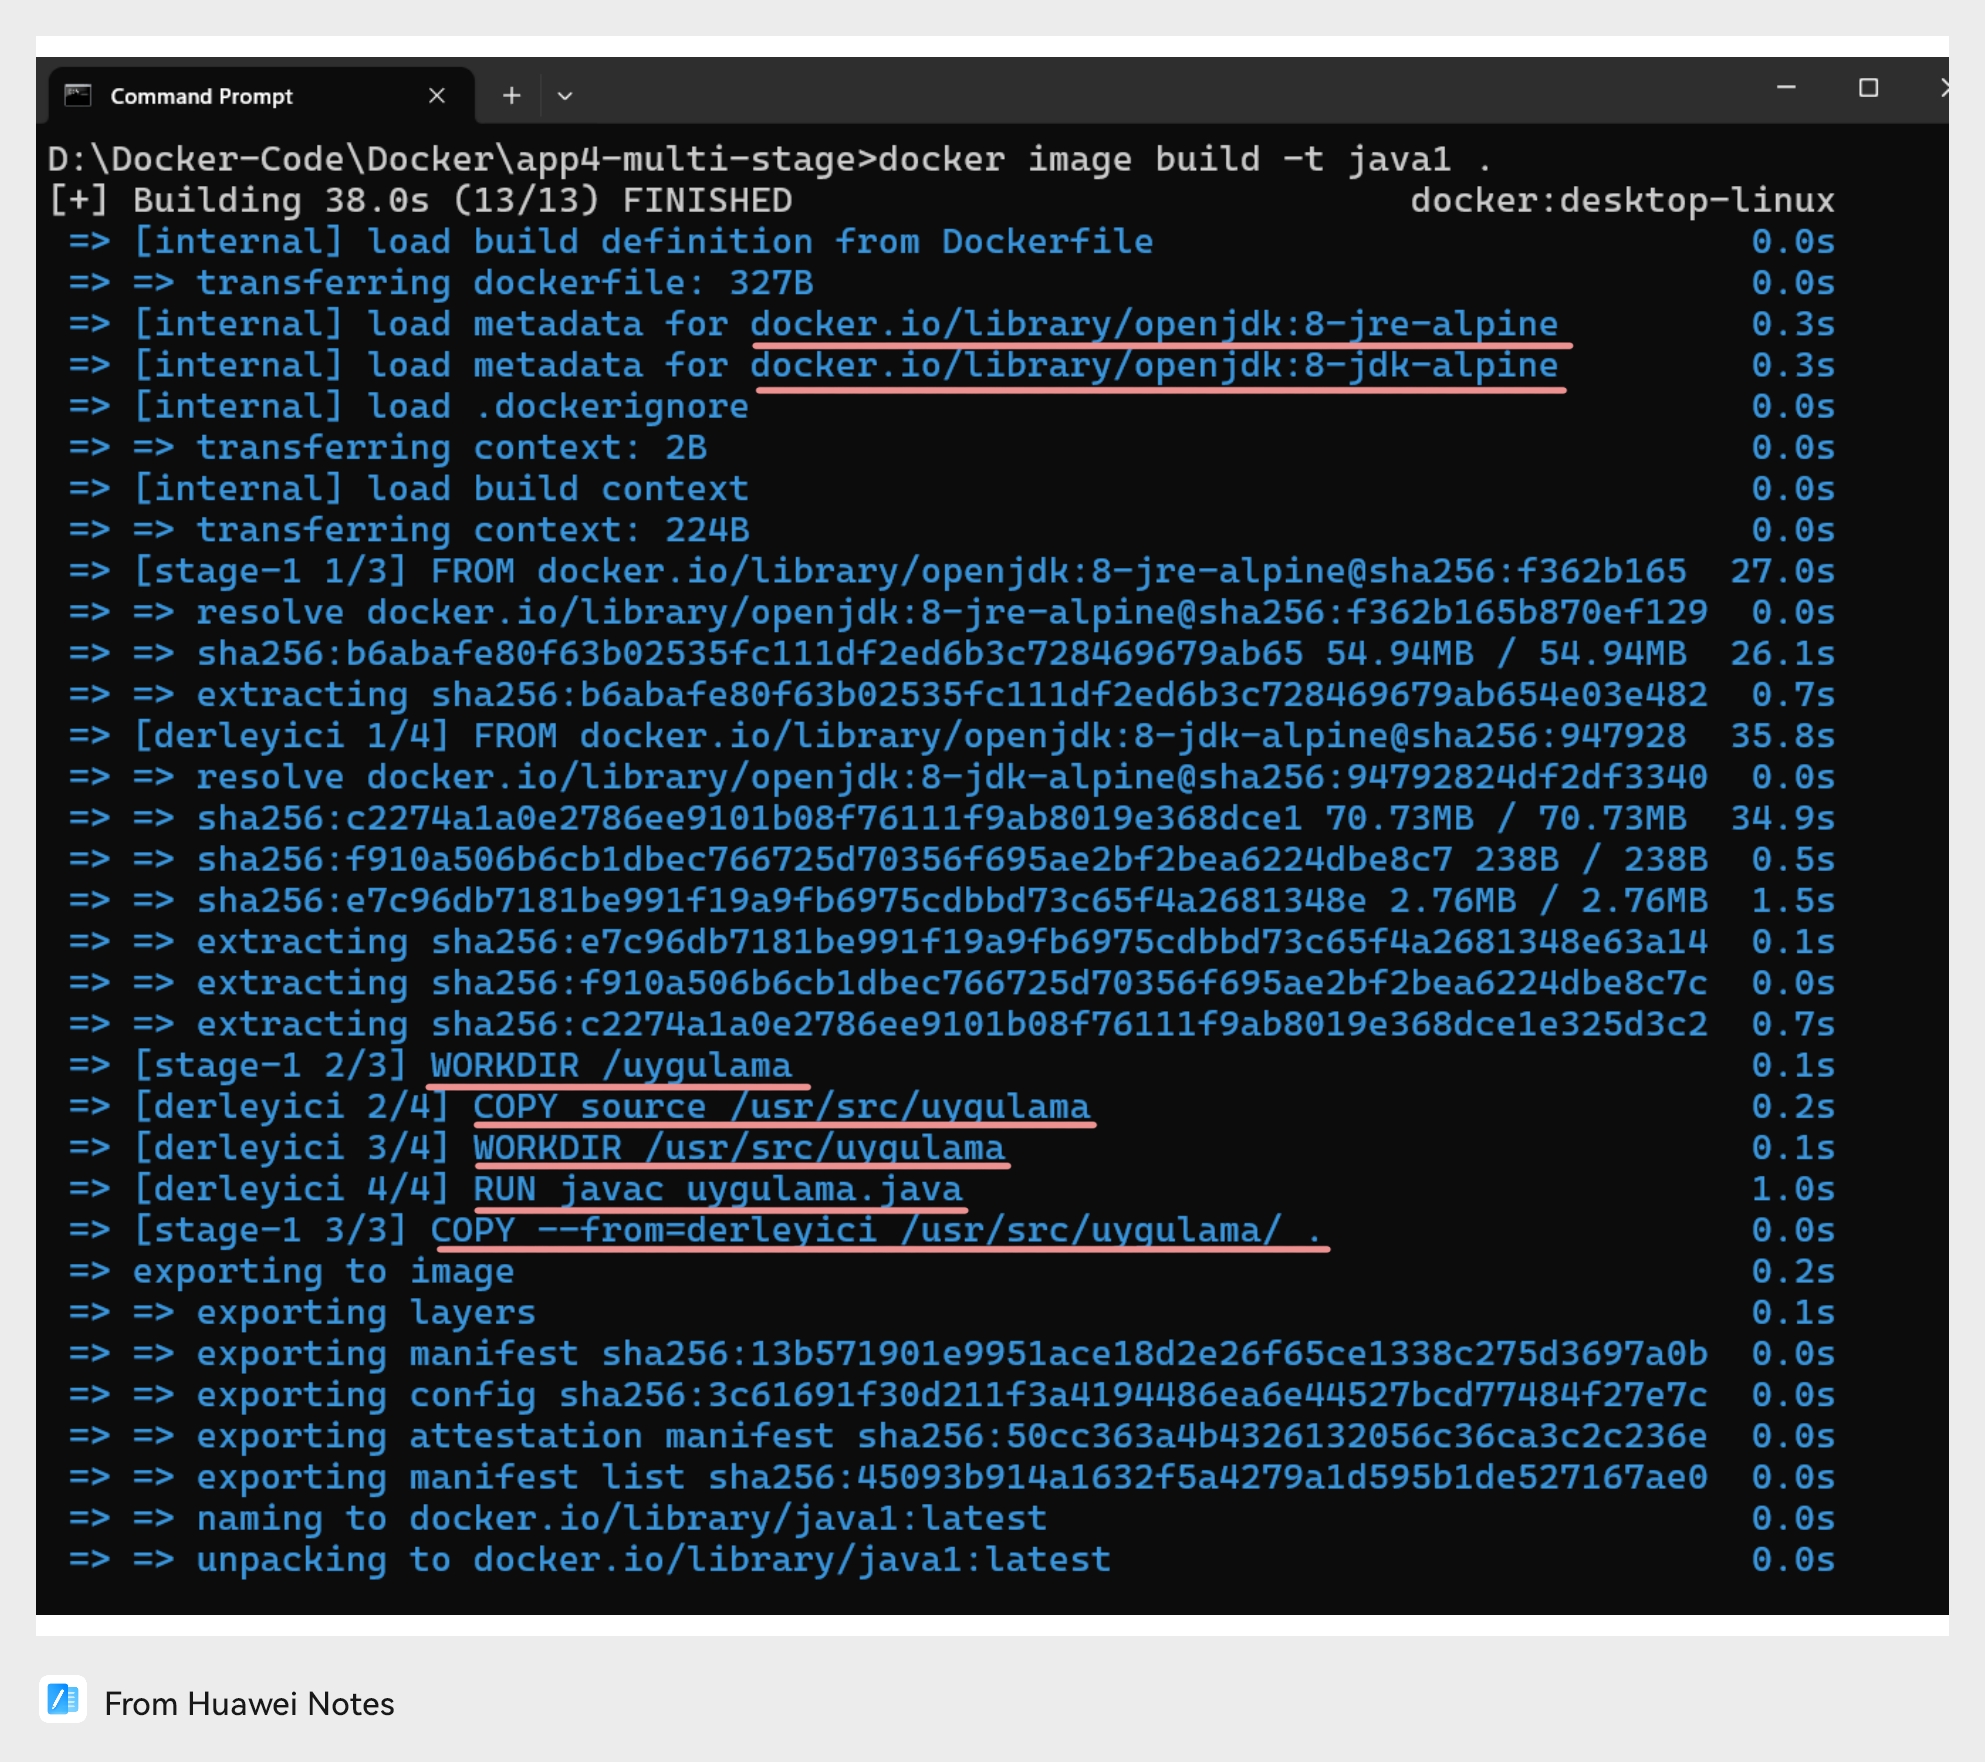 Command Prompt
D:\Docker-Code\Docker\app4-multi-stage>docker image build -t java1 .
[+] Building 38.0s (13/13) FINISHED docker:desktop-linux
=> [internal] load build definition from Dockerfile 0.0s
=> => transferring dockerfile: 327B 0.0s
=> [internal] load metadata for docker.io/library/openjdk:8-jre-alpine 0.3s
=> [internal] load metadata for docker.io/library/openjdk:8-jdk-alpine 0.3s
=> [internal] load .dockerignore 0.0s
=> => transferring context: 2B 0.0s
=> [internal] load build context 0.0s
=> => transferring context: 224B 0.0s
=> [stage-1 1/3] FROM docker.io/library/openjdk:8-jre-alpine@sha256:f362b165 27.0s
=> => resolve docker.io/library/openjdk:8-jre-alpine@sha256:f362b165b870ef129 0.0s
=> => sha256:b6abafe80f63b02535fc111df2ed6b3c728469679ab65 54.94MB / 54.94MB 26.1s
=> => extracting sha256:b6abafe80f63b02535fc111df2ed6b3c728469679ab654e03e482 0.7s
=> [derleyici 1/4] FROM docker.io/library/openjdk:8-jdk-alpine@sha256:947928 35.8s
=> => resolve docker.io/library/openjdk:8-jdk-alpine@sha256:94792824df2df3340 0.0s
=> => sha256:c2274a1a0e2786ee9101b08f76111f9ab8019e368dce1 70.73MB / 70.73MB 34.9s
=> => sha256:f910a506b6cb1dbec766725d70356f695ae2bf2bea6224dbe8c7 238B / 238B 0.5s
=> => sha256:e7c96db7181be991f19a9fb6975cdbbd73c65f4a2681348e 2.76MB / 2.76MB 1.5s
=> => extracting sha256:e7c96db7181be991f19a9fb6975cdbbd73c65f4a2681348e63a14 0.1s
=> => extracting sha256:f910a506b6cb1dbec766725d70356f695ae2bf2bea6224dbe8c7c 0.0s
=> => extracting sha256:c2274a1a0e2786ee9101b08f76111f9ab8019e368dce1e325d3c2 0.7s
=> [stage-1 2/3] WORKDIR /uygulama 0.1s
=> [derleyici 2/4] COPY source /usr/src/uygulama 0.2s
=> [derleyici 3/4] WORKDIR /usr/src/uygulama 0.1s
=> [derleyici 4/4] RUN javac uygulama.java 1.0s
=> [stage-1 3/3] COPY --from=derleyici /usr/src/uygulama/ . 0.0s
=> exporting to image 0.2s
=> => exporting layers 0.1s
=> => exporting manifest sha256:13b571901e9951ace18d2e26f65ce1338c275d3697a0b 0.0s
=> => exporting config sha256:3c61691f30d211f3a4194486ea6e44527bcd77484f27e7c 0.0s
=> => exporting attestation manifest sha256:50cc363a4b4326132056c36ca3c2c236e 0.0s
=> => exporting manifest list sha256:45093b914a1632f5a4279a1d595b1de527167ae0 0.0s
=> => naming to docker.io/library/java1:latest 0.0s
=> => unpacking to docker.io/library/java1:latest 0.0s
From Huawei Notes